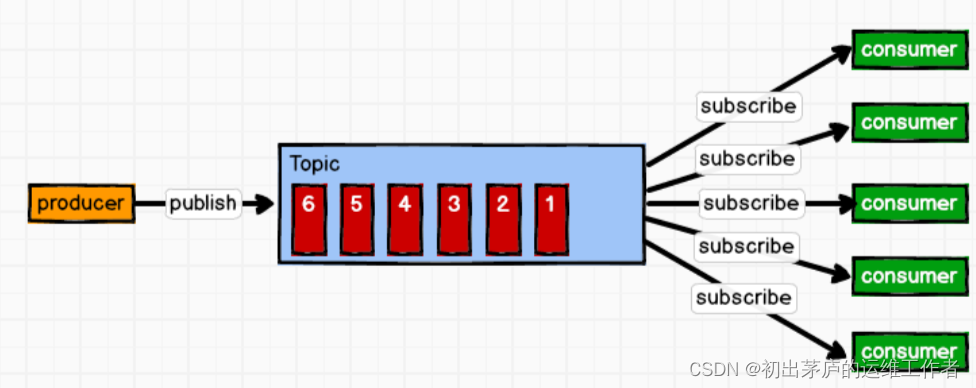 consumer
subscribe
consumer
Topic
subscribe
producer
publish
6 5 4 3 2 1
subscribe
consumer
subscribe
consumer
subscribe
consumer
CSDN @初出茅庐的运维工作者